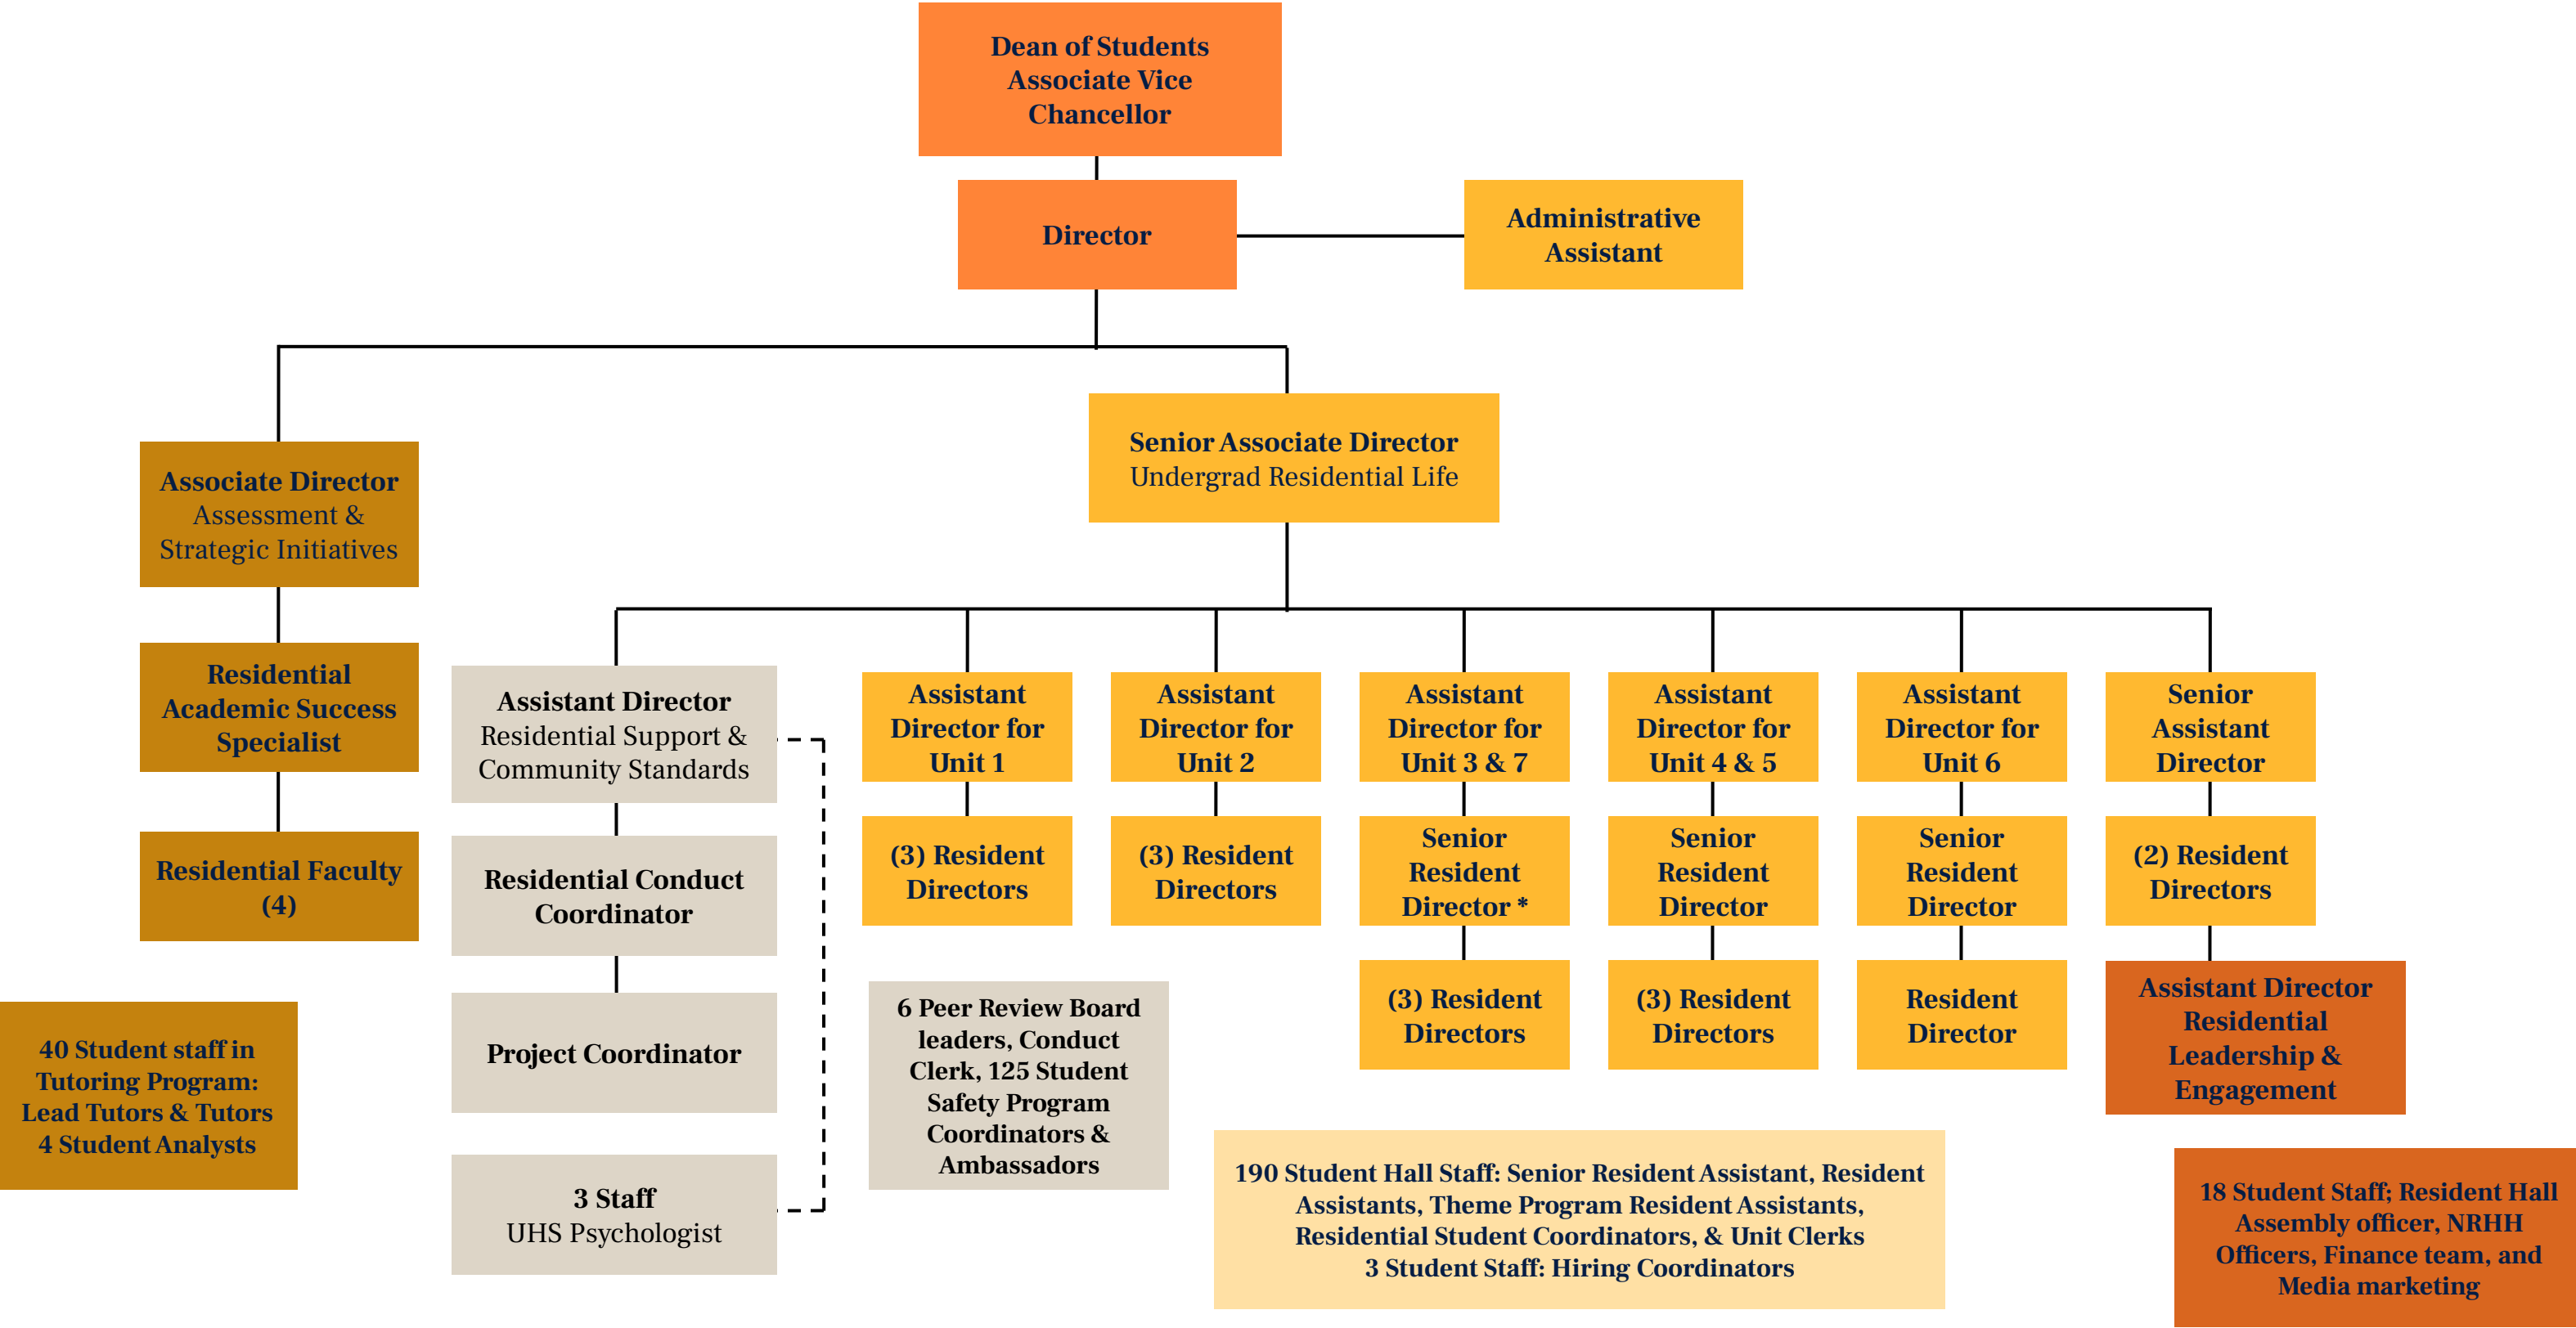 Dean of Students
Associate Vice
Chancellor
Director
Administrative
Assistant
Senior Associate Director
Undergrad Residential Life
Associate Director
Assessment &
Strategic Initiatives
Residential
Academic Success
Specialist
Residential Faculty
(4)
40 Student staff in
Tutoring Program:
Lead Tutors & Tutors
4 Student Analysts
Assistant Director
Residential Support &
Community Standards
Residential Conduct
Coordinator
Project Coordinator
3 Staff
UHS Psychologist
Assistant
Director for
Unit 1
(3) Resident
Directors
6 Peer Review Board
leaders, Conduct
Clerk, 125 Student
Safety Program
Coordinators &
Ambassadors
Assistant
Director for
Unit 2
(3) Resident
Directors
Assistant
Director for
Unit 3 & 7
Senior
Resident
Director *
(3) Resident
Directors
Assistant
Director for
Unit 4 & 5
Senior
Resident
Director
(3) Resident
Directors
Assistant
Director for
Unit 6
Senior
Resident
Director
Resident
Director
Senior
Assistant
Director
(2) Resident
Directors
Assistant Director
Residential
Leadership &
Engagement
190 Student Hall Staff: Senior Resident Assistant, Resident
Assistants, Theme Program Resident Assistants,
Residential Student Coordinators, & Unit Clerks
3 Student Staff: Hiring Coordinators
18 Student Staff; Resident Hall
Assembly officer, NRHH
Officers, Finance team, and
Media marketing